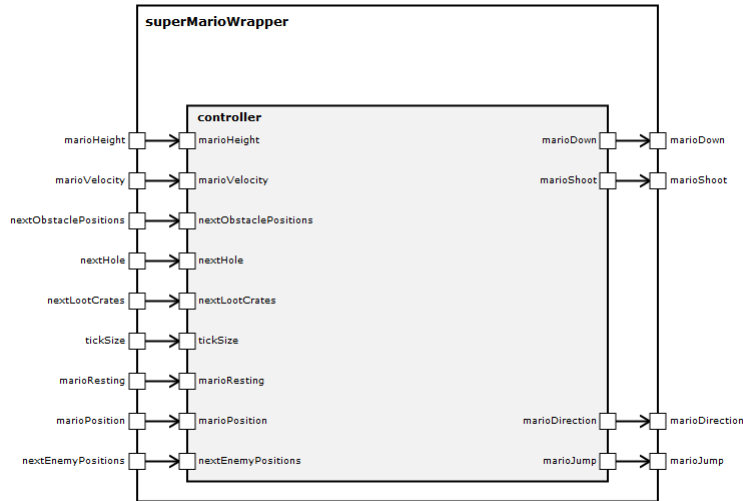 superMarioWrapper
controller
marioHeight marioHeight marioDown marioDown
marioVelocity marioVelocity marioShoot marioShoot
nextObstaclePositions nextObstaclePositions
nextHole nextHole
nextLootCrates nextLootCrates
tickSize tickSize
marioResting marioResting
marioPosition marioPosition marioDirection marioDirection
nextEnemyPositions nextEnemyPositions marioJump marioJump